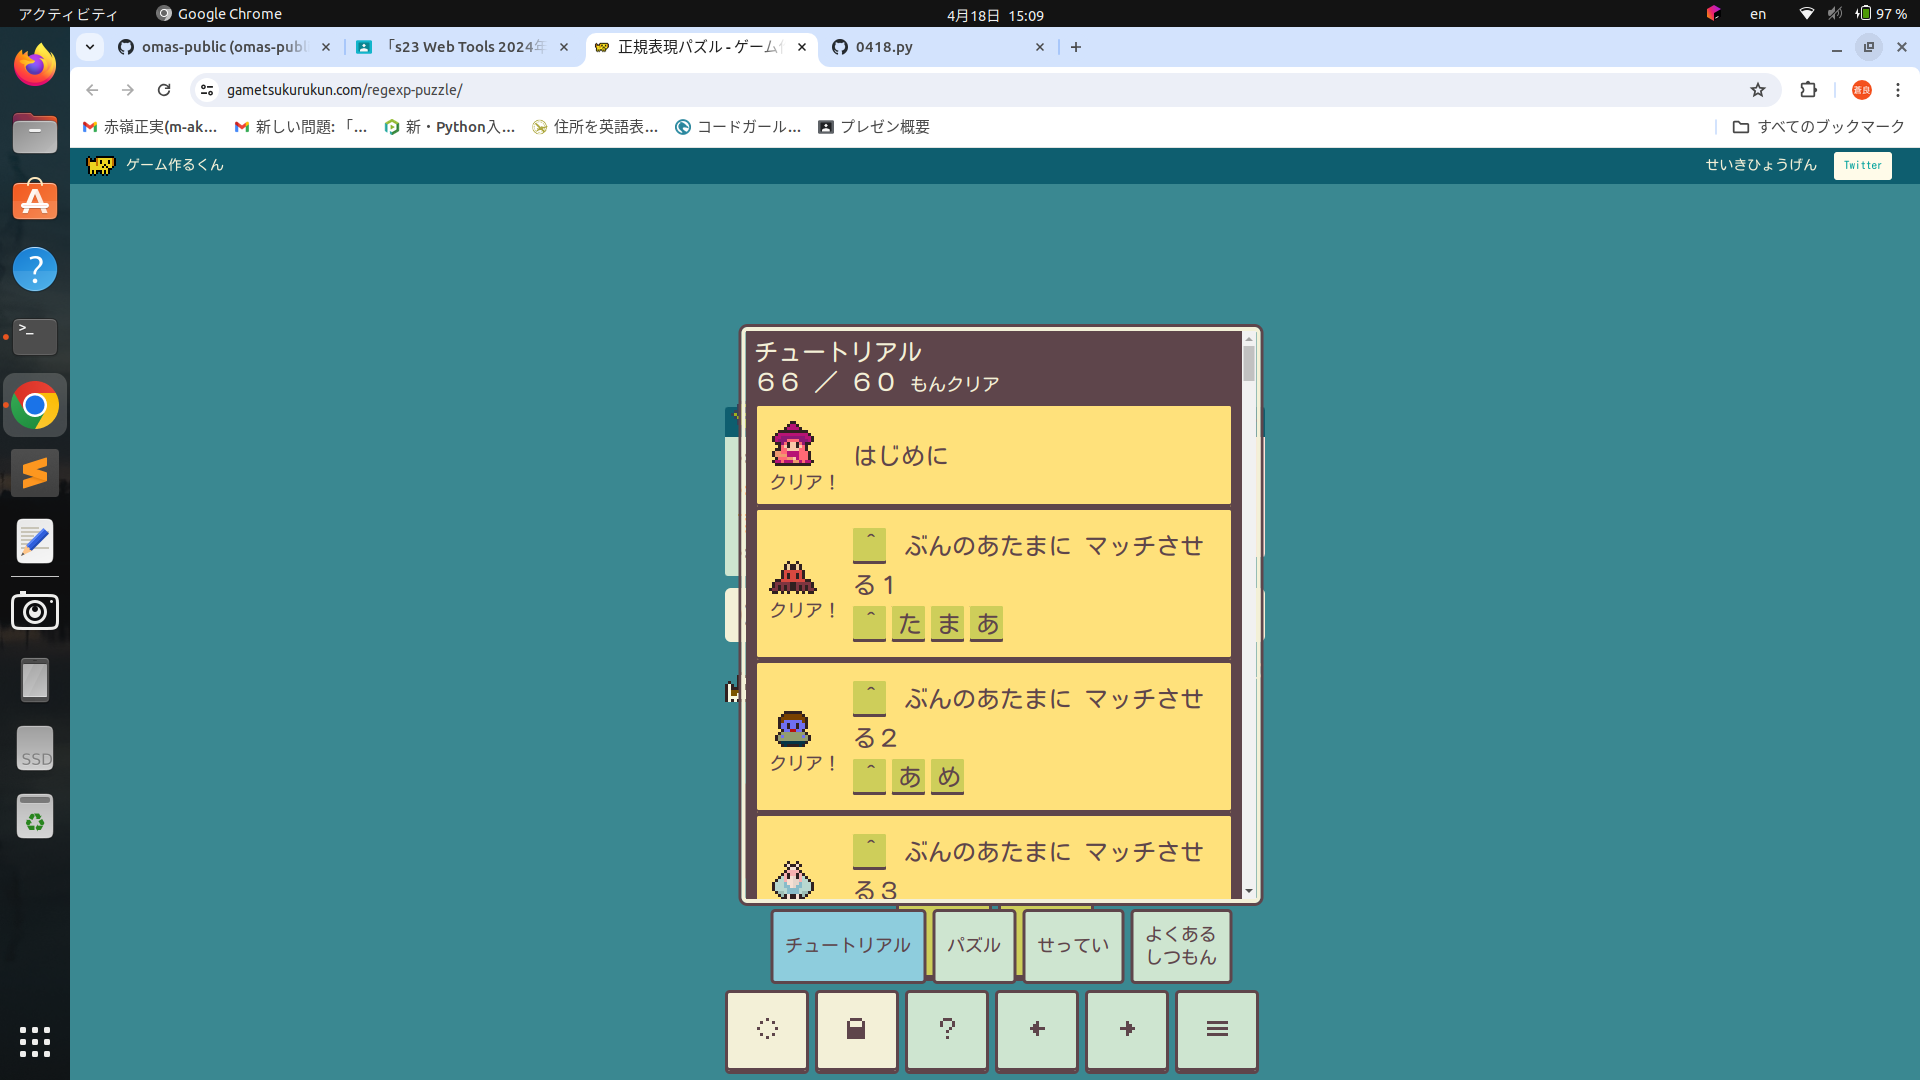 アクティビティ
Google Chrome
4月18日 15:09
en
97 %
omas-public (omas-publ
「s23 Web Tools 2024年
正規表現パズル - ゲーム
0418.py
gametsukurukun.com/regexp-puzzle/
赤嶺正実(m-ak...
新しい問題: 「...
新・Python入...
住所を英語表...
コードガール...
プレゼン概要
すべてのブックマーク
ゲーム作るくん
せいきひょうげん
Twitter
チュートリアル
66 ／ 60 もんクリア
はじめに
クリア！
^ ぶんのあたまに マッチさせ
る1
クリア！
^ た ま あ
^ ぶんのあたまに マッチさせ
る2
クリア！
^ あ め
^ ぶんのあたまに マッチさせ
る3
チュートリアル
パズル
せってい
よくある
しつもん
?
>_
SSD